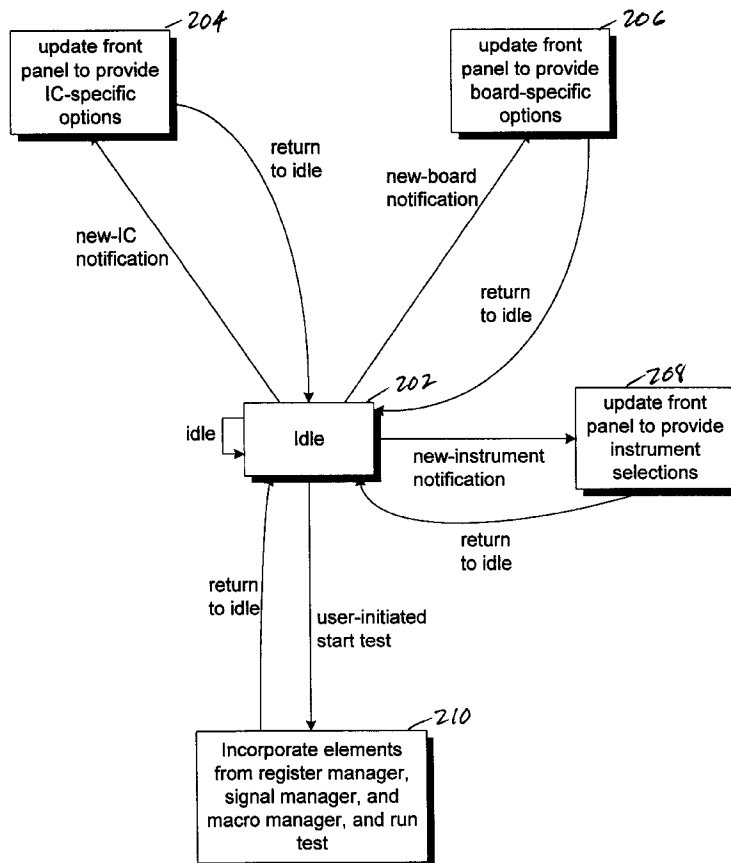 204
update front
panel to provide
IC-specific
options
206
update front
panel to provide
board-specific
options
return
to idle
new-board
notification
new-IC
notification
return
to idle
202
208
idle
Idle
update front
panel to provide
instrument
selections
new-instrument
notification
return
to idle
return
to idle
user-initiated
start test
210
Incorporate elements
from register manager,
signal manager, and
macro manager, and run
test